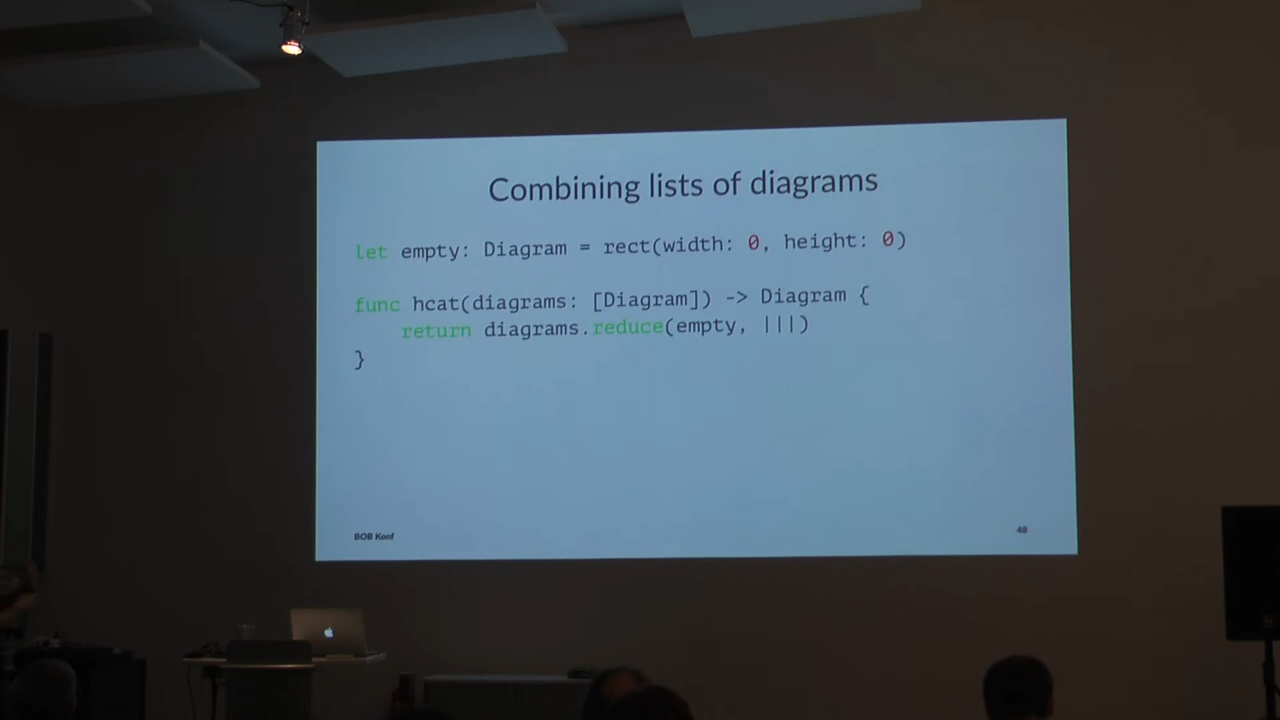 Combining lists of diagrams
let empty: Diagram = rect(width: 0, height: 0)
func hcat(diagrams: [Diagram]) -> Diagram {
    return diagrams.reduce(empty, |||)
}
BOB Konf
48